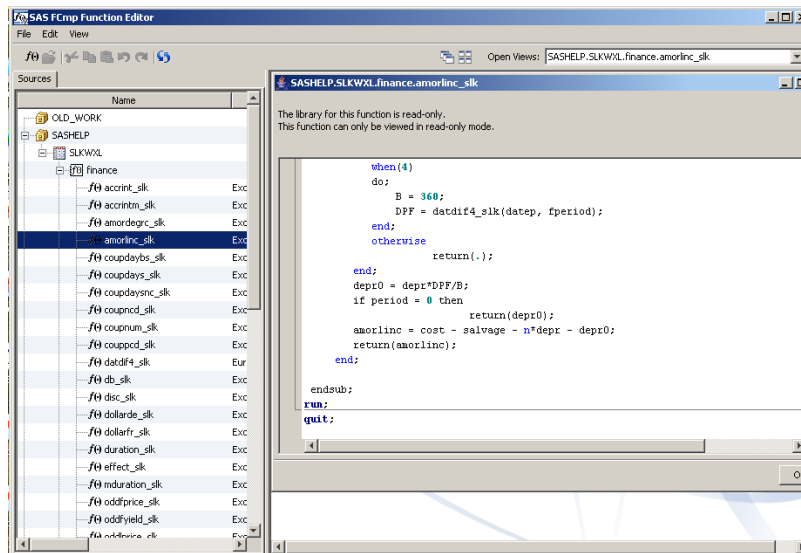 SAS FCmp Function Editor
File Edit View
Open Views: SASHELP.SLKWXL.finance.amorlinc_slk
Sources
Name
OLD_WORK
SASHELP
SLKWXL
finance
accrint_slk Exc
accrintm_slk Exc
amordegrc_slk Exc
amorlinc_slk Exc
coupdaybs_slk Exc
coupdays_slk Exc
coupdaysnc_slk Exc
coupncd_slk Exc
coupnum_slk Exc
couppcd_slk Exc
datdif4_slk Eur
db_slk Exc
disc_slk Exc
dollarde_slk Exc
dollarfr_slk Exc
duration_slk Exc
effect_slk Exc
mduration_slk Exc
oddfprice_slk Exc
oddfyield_slk Exc
oddlprice_slk Exc
SASHELP.SLKWXL.finance.amorlinc_slk
The library for this function is read-only.
This function can only be viewed in read-only mode.
when(4)
do;
B = 360;
DPF = datdif4_slk(datep, fperiod);
end;
otherwise
return(.);
end;
depr0 = depr*DPF/B;
if period = 0 then
return(depr0);
amorlinc = cost - salvage - n*depr - depr0;
return(amorlinc);
end;
endsub;
run;
quit;